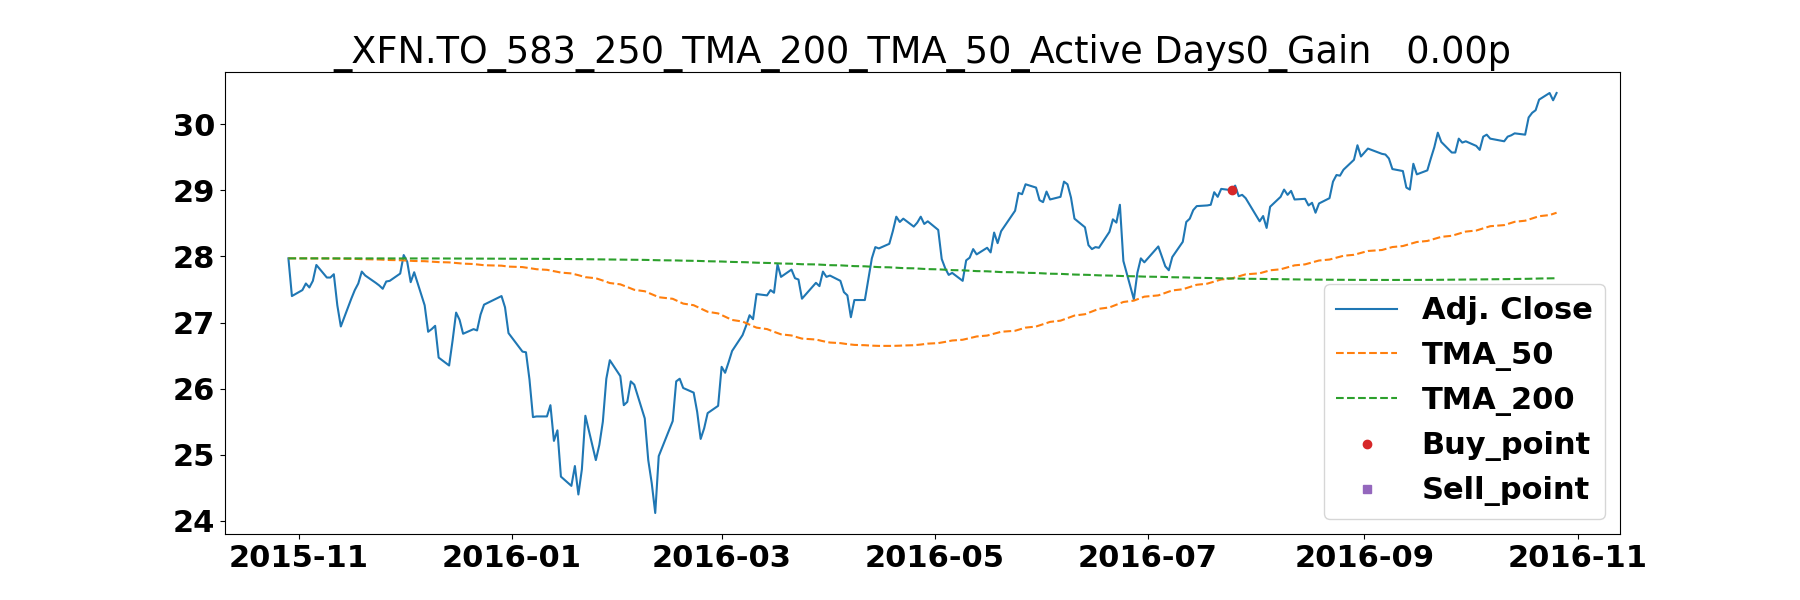 _XFN.TO_583_250_TMA_200_TMA_50_Active Days0_Gain   0.00p
30
29
28
27
26
25
24
2015-11 2016-01 2016-03 2016-05 2016-07 2016-09 2016-11
Adj. Close
TMA_50
TMA_200
Buy_point
Sell_point